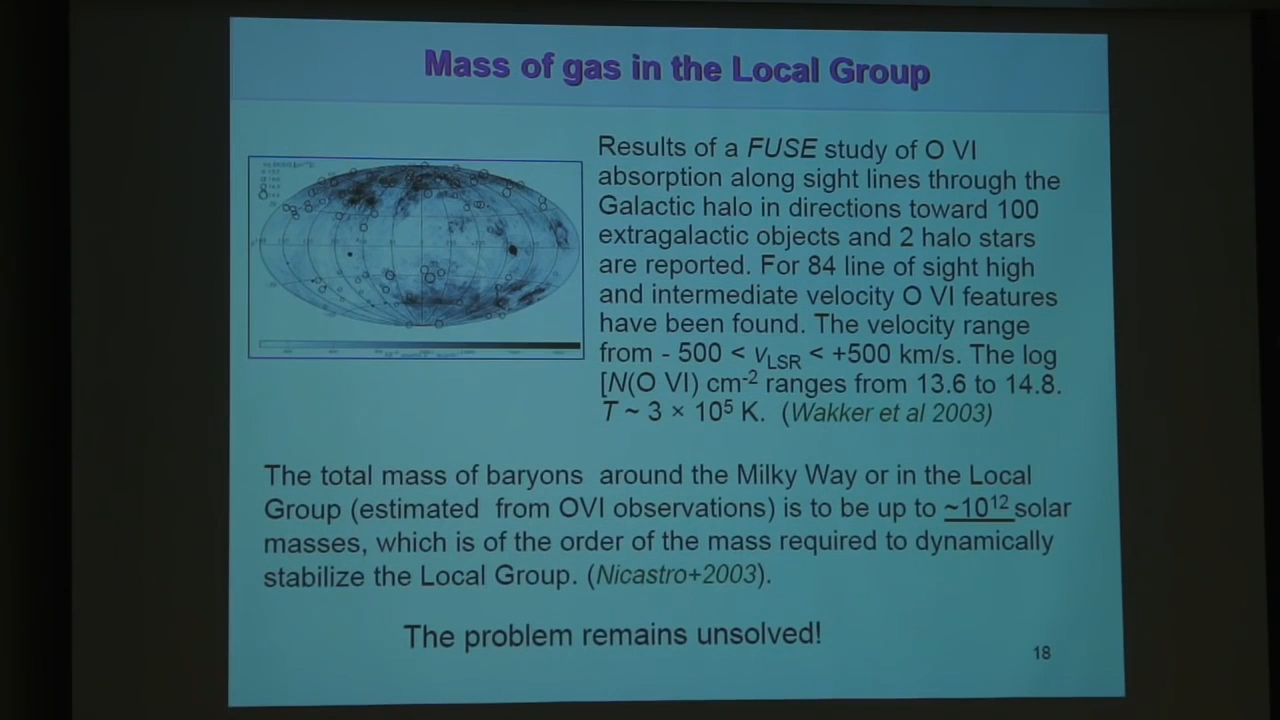 Mass of gas in the Local Group
Results of a FUSE study of O VI
absorption along sight lines through the
Galactic halo in directions toward 100
extragalactic objects and 2 halo stars
are reported. For 84 line of sight high
and intermediate velocity O VI features
have been found. The velocity range
from - 500 < vLSR < +500 km/s. The log
[N(O VI) cm-2 ranges from 13.6 to 14.8.
T ~ 3 × 10⁵ K. (Wakker et al 2003)
The total mass of baryons around the Milky Way or in the Local
Group (estimated from OVI observations) is to be up to ~10¹² solar
masses, which is of the order of the mass required to dynamically
stabilize the Local Group. (Nicastro+2003).
The problem remains unsolved!
18